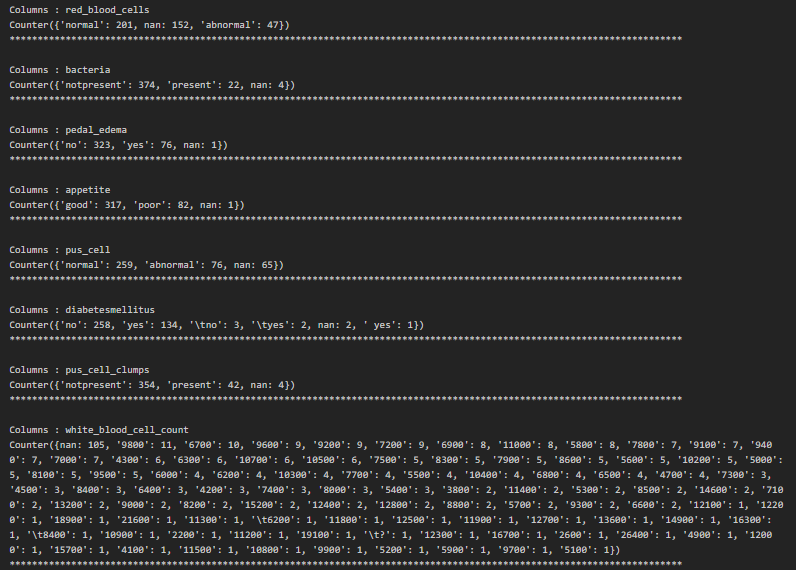 Columns : red_blood_cells
Counter({'normal': 201, nan: 152, 'abnormal': 47})
************************************************************************************************************************

Columns : bacteria
Counter({'notpresent': 374, 'present': 22, nan: 4})
************************************************************************************************************************

Columns : pedal_edema
Counter({'no': 323, 'yes': 76, nan: 1})
************************************************************************************************************************

Columns : appetite
Counter({'good': 317, 'poor': 82, nan: 1})
************************************************************************************************************************

Columns : pus_cell
Counter({'normal': 259, 'abnormal': 76, nan: 65})
************************************************************************************************************************

Columns : diabetesmellitus
Counter({'no': 258, 'yes': 134, '\tno': 3, '\tyes': 2, nan: 2, ' yes': 1})
************************************************************************************************************************

Columns : pus_cell_clumps
Counter({'notpresent': 354, 'present': 42, nan: 4})
************************************************************************************************************************

Columns : white_blood_cell_count
Counter({nan: 105, '9800': 11, '6700': 10, '9600': 9, '9200': 9, '7200': 9, '6900': 8, '11000': 8, '5800': 8, '7800': 7, '9100': 7, '940
0': 7, '7000': 7, '4300': 6, '6300': 6, '10700': 6, '10500': 6, '7500': 5, '8300': 5, '7900': 5, '8600': 5, '5600': 5, '10200': 5, '5000':
5, '8100': 5, '9500': 5, '6000': 4, '6200': 4, '10300': 4, '7700': 4, '5500': 4, '10400': 4, '6800': 4, '6500': 4, '4700': 4, '7300': 3,
'4500': 3, '8400': 3, '6400': 3, '4200': 3, '7400': 3, '8000': 3, '5400': 3, '3800': 2, '11400': 2, '5300': 2, '8500': 2, '14600': 2, '710
0': 2, '13200': 2, '9000': 2, '8200': 2, '15200': 2, '12400': 2, '12800': 2, '8800': 2, '5700': 2, '9300': 2, '6600': 2, '12100': 1, '1220
0': 1, '18900': 1, '21600': 1, '11300': 1, '\t6200': 1, '11800': 1, '12500': 1, '11900': 1, '12700': 1, '13600': 1, '14900': 1, '16300':
1, '\t8400': 1, '10900': 1, '2200': 1, '11200': 1, '19100': 1, '\t?': 1, '12300': 1, '16700': 1, '2600': 1, '26400': 1, '4900': 1, '1200
0': 1, '15700': 1, '4100': 1, '11500': 1, '10800': 1, '9900': 1, '5200': 1, '5900': 1, '9700': 1, '5100': 1})
************************************************************************************************************************